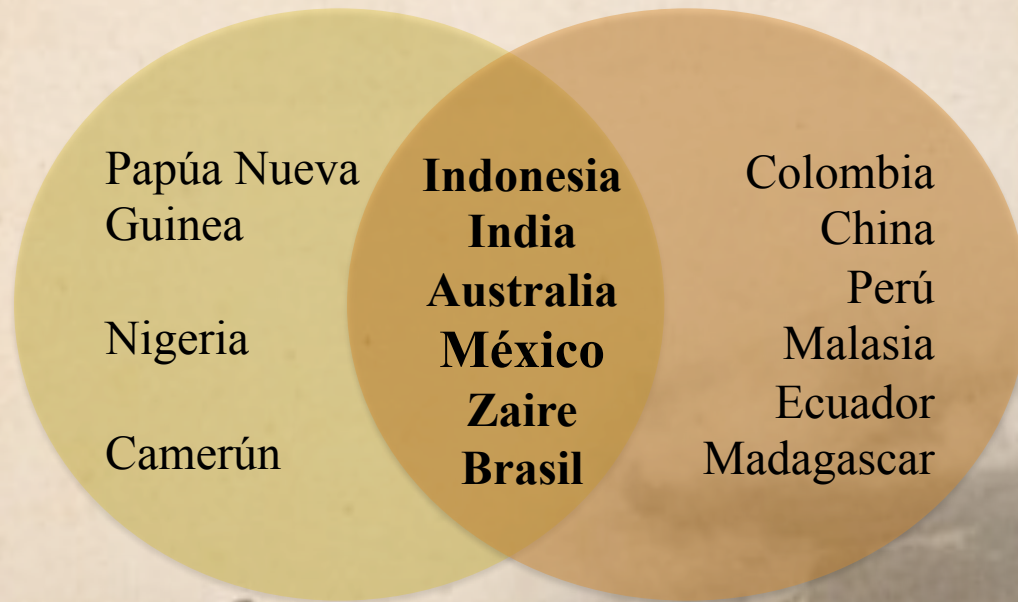 Papúa Nueva
Guinea
Nigeria
Camerún
Indonesia
India
Australia
México
Zaire
Brasil
Colombia
China
Perú
Malasia
Ecuador
Madagascar